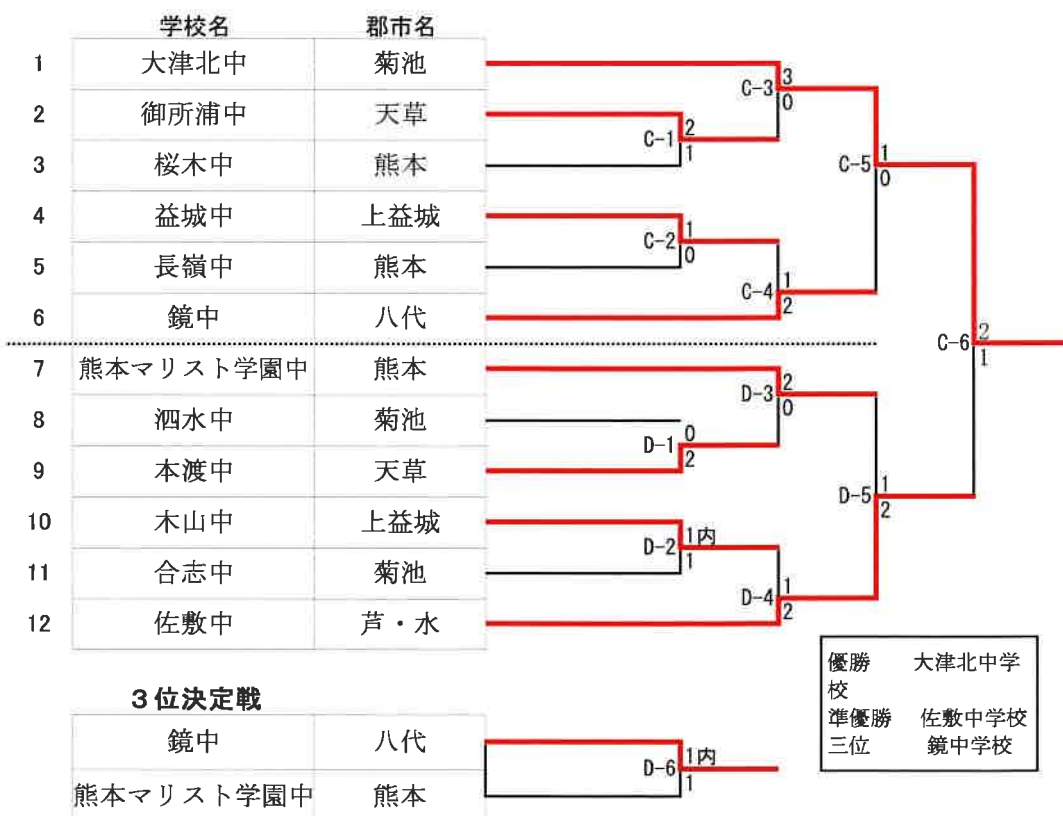 学校名 郡市名
1 大津北中 菊池
C-3 3
0
2 御所浦中 天草
C-1 2
1
3 桜木中 熊本
C-5 1
0
4 益城中 上益城
C-2 1
0
5 長嶺中 熊本
C-4 1
2
6 鏡中 八代
C-6 2
1
7 熊本マリスト学園中 熊本
D-3 2
0
8 泗水中 菊池
D-1 0
2
9 本渡中 天草
D-5 1
2
10 木山中 上益城
D-2 1内
1
11 合志中 菊池
D-4 1
2
12 佐敷中 芦・水
優勝 大津北中学
校
準優勝 佐敷中学校
三位 鏡中学校
3位決定戦
鏡中 八代
D-6 1内
1
熊本マリスト学園中 熊本